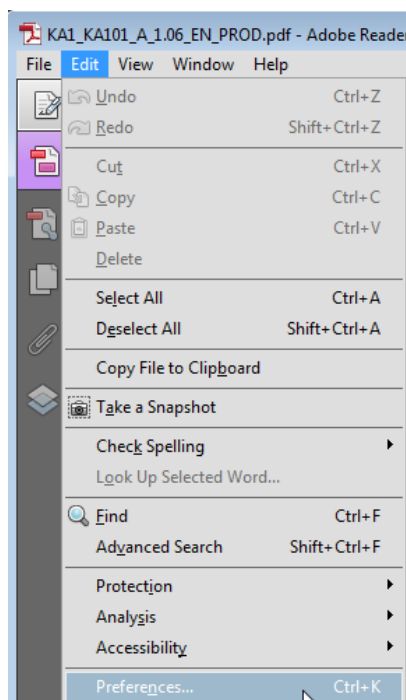 KA1_KA101_A_1.06_EN_PROD.pdf - Adobe Reade
File Edit View Window Help
Undo Ctrl+Z
Redo Shift+Ctrl+Z
Cut Ctrl+X
Copy Ctrl+C
Paste Ctrl+V
Delete
Select All Ctrl+A
Deselect All Shift+Ctrl+A
Copy File to Clipboard
Take a Snapshot
Check Spelling
Look Up Selected Word...
Find Ctrl+F
Advanced Search Shift+Ctrl+F
Protection
Analysis
Accessibility
Preferences... Ctrl+K